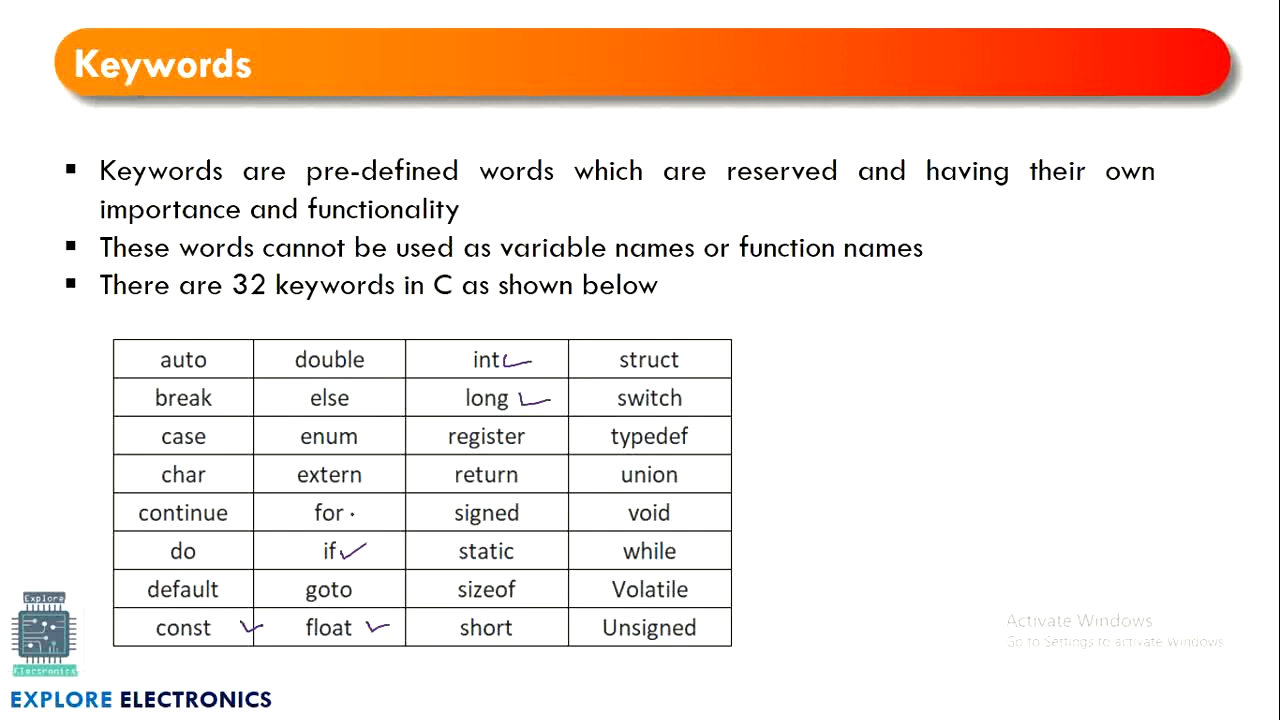 Keywords
▪ Keywords are pre-defined words which are reserved and having their own
importance and functionality
▪ These words cannot be used as variable names or function names
▪ There are 32 keywords in C as shown below
auto double int struct
break else long switch
case enum register typedef
char extern return union
continue for signed void
do if static while
default goto sizeof Volatile
const float short Unsigned
Explore
Electronics
EXPLORE ELECTRONICS
Activate Windows
Go to Settings to activate Windows.